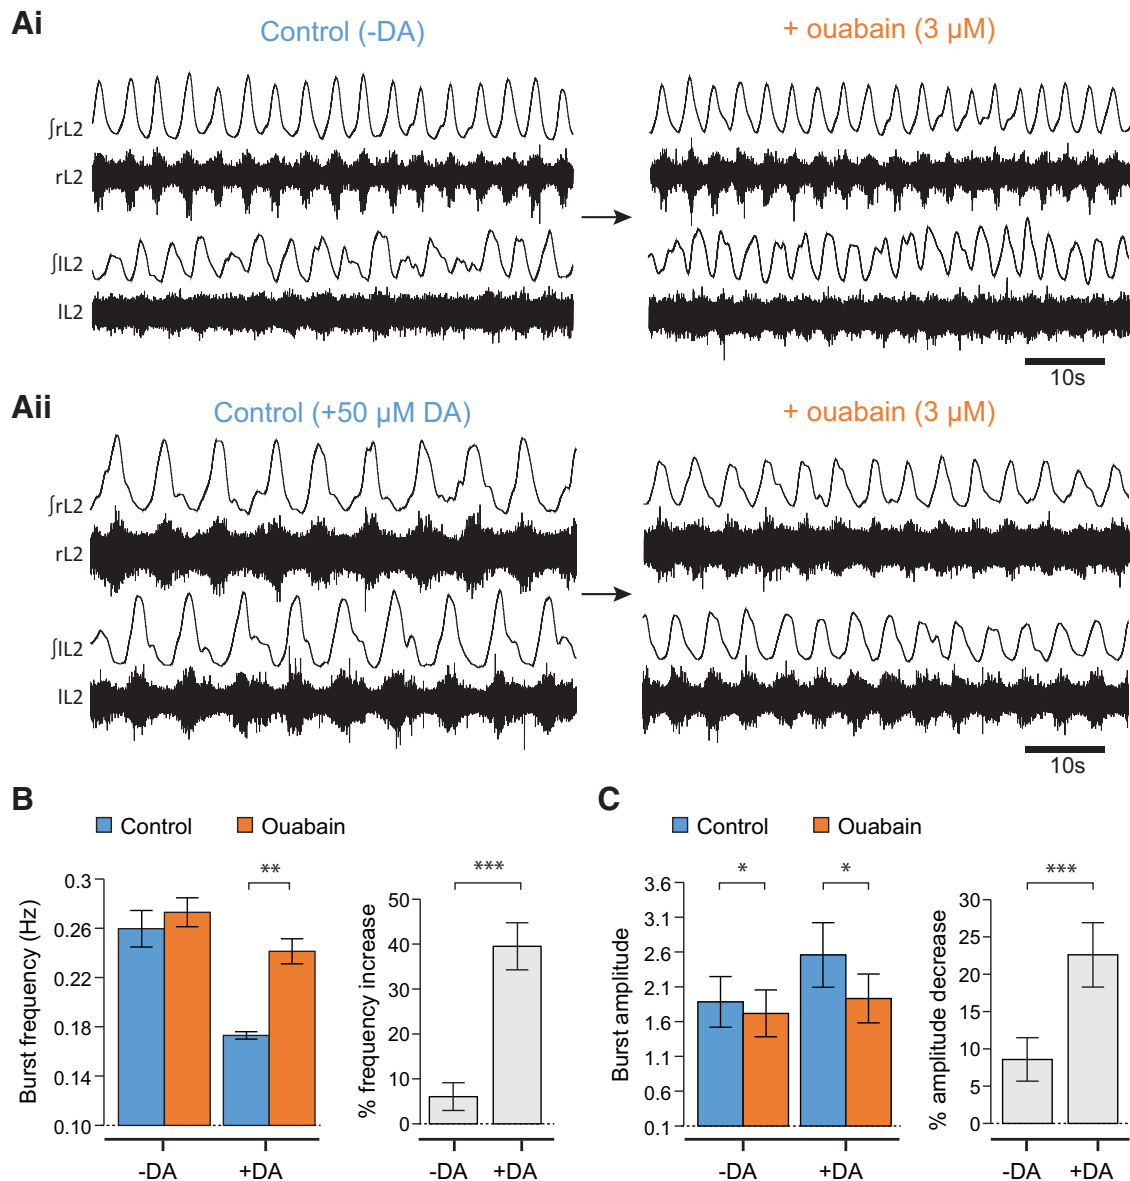 Ai
Control (-DA)
+ ouabain (3 µM)
∫rL2
rL2
∫lL2
lL2
10s
Aii
Control (+50 µM DA)
+ ouabain (3 µM)
∫rL2
rL2
∫lL2
lL2
10s
B
Control
Ouabain
Burst frequency (Hz)
0.3
0.26
0.22
0.18
0.14
0.10
**
-DA
+DA
% frequency increase
50
40
30
20
10
0
***
-DA
+DA
C
Control
Ouabain
Burst amplitude
3.6
3.1
2.6
2.1
1.6
1.1
0.6
0.1
*
*
-DA
+DA
% amplitude decrease
30
25
20
15
10
5
0
***
-DA
+DA